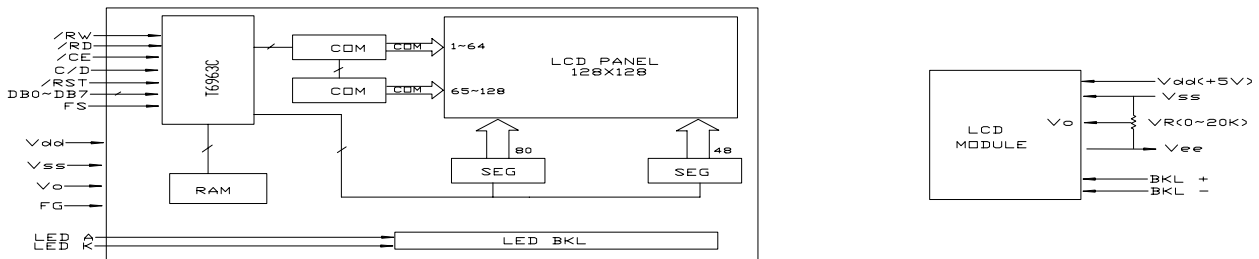 /RW
/RD
/CE
C/D
/RST
DB0~DB7
FS
Vdd
Vss
Vo
FG
LED A
LED K
T6963C
RAM
COM
COM
COM
COM
1~64
65~128
LCD PANEL
128X128
80
48
SEG
SEG
LED BKL
LCD
MODULE
Vo
Vdd(+5V)
Vss
VR(0~20K)
Vee
BKL +
BKL -